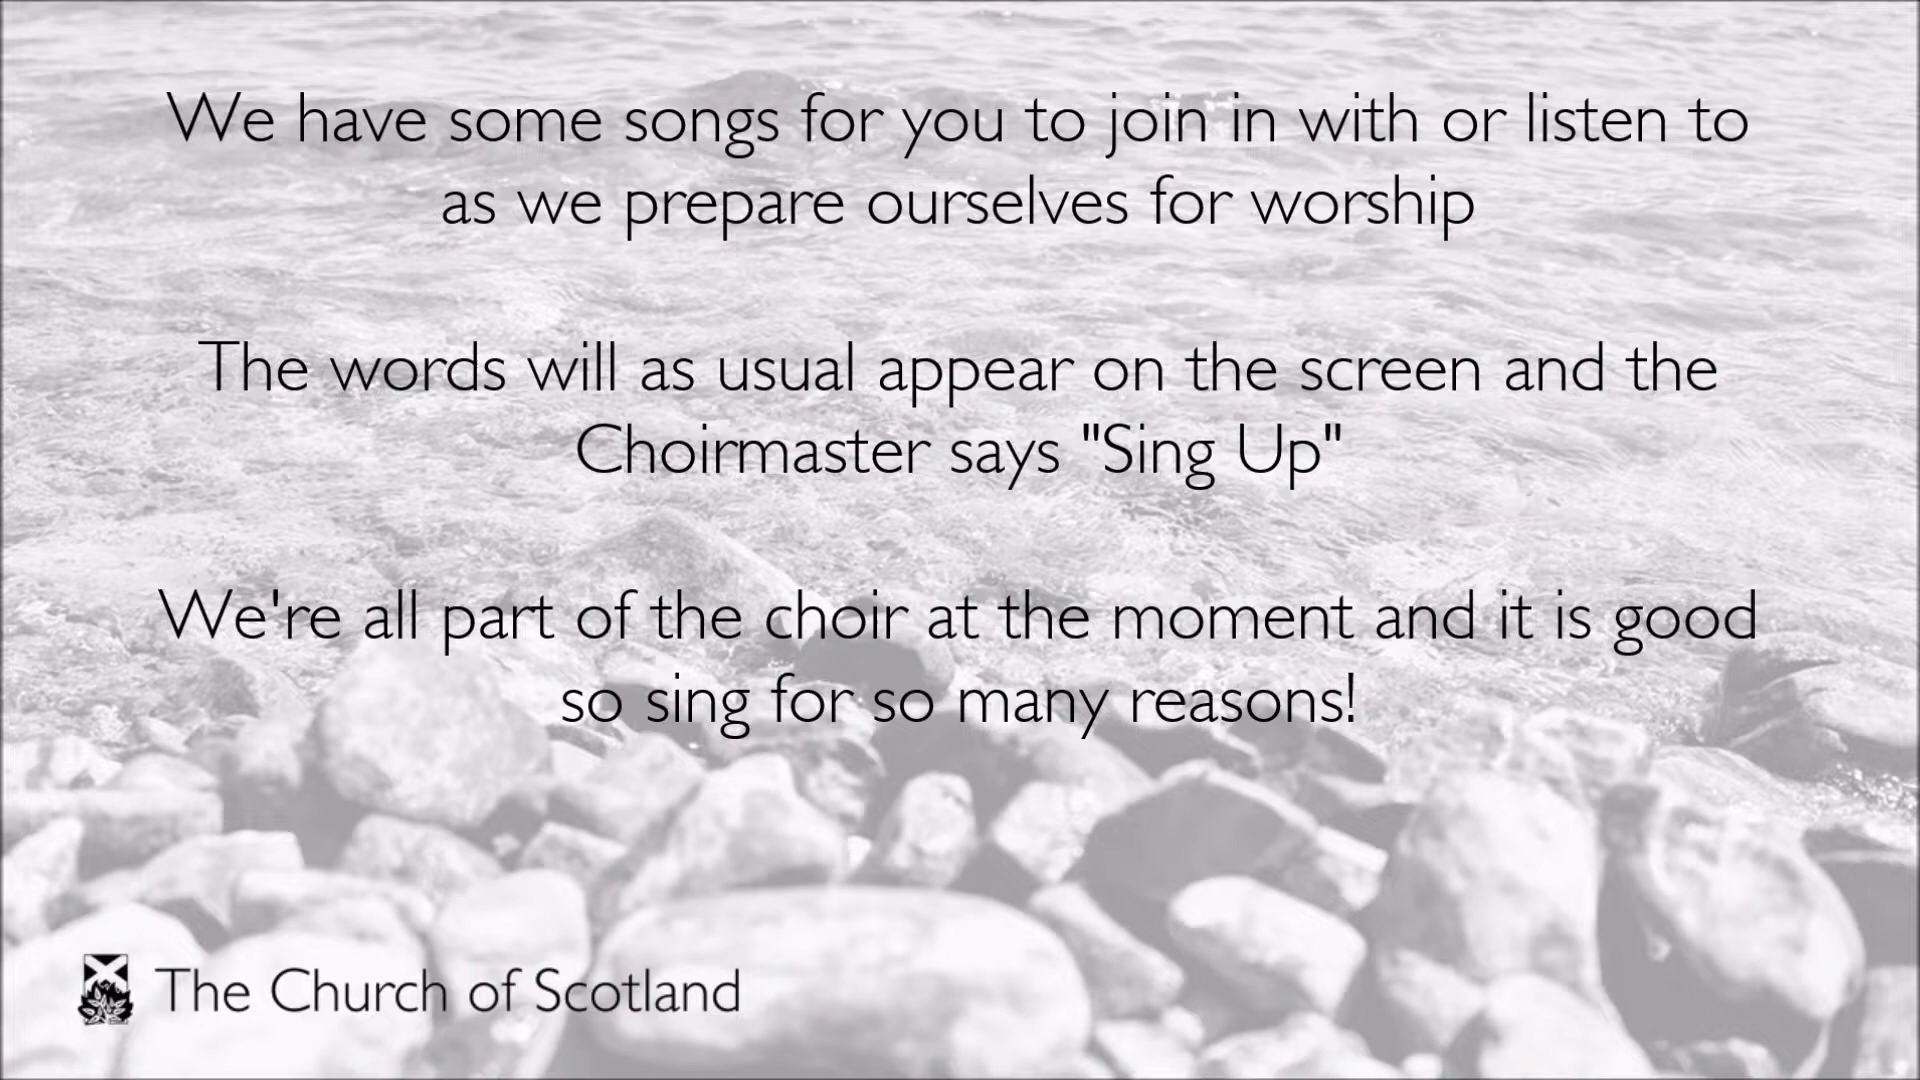 We have some songs for you to join in with or listen to
as we prepare ourselves for worship
The words will as usual appear on the screen and the
Choirmaster says "Sing Up"
We're all part of the choir at the moment and it is good
so sing for so many reasons!
The Church of Scotland